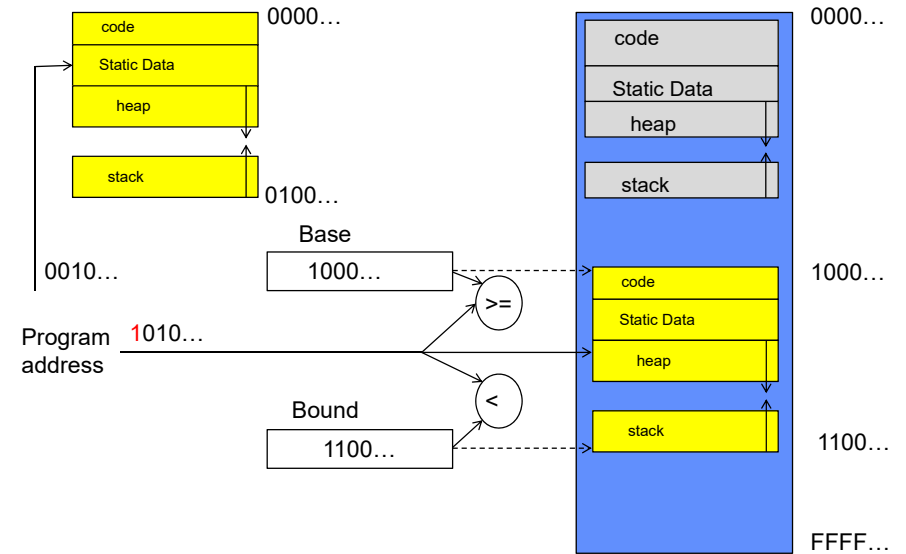 code
0000…
Static Data
heap
stack
0100…
0010…
Program
address
1010…
Base
1000…
>=
<
Bound
1100…
0000…
code
Static Data
heap
stack
1000…
code
Static Data
heap
stack
1100…
FFFF…